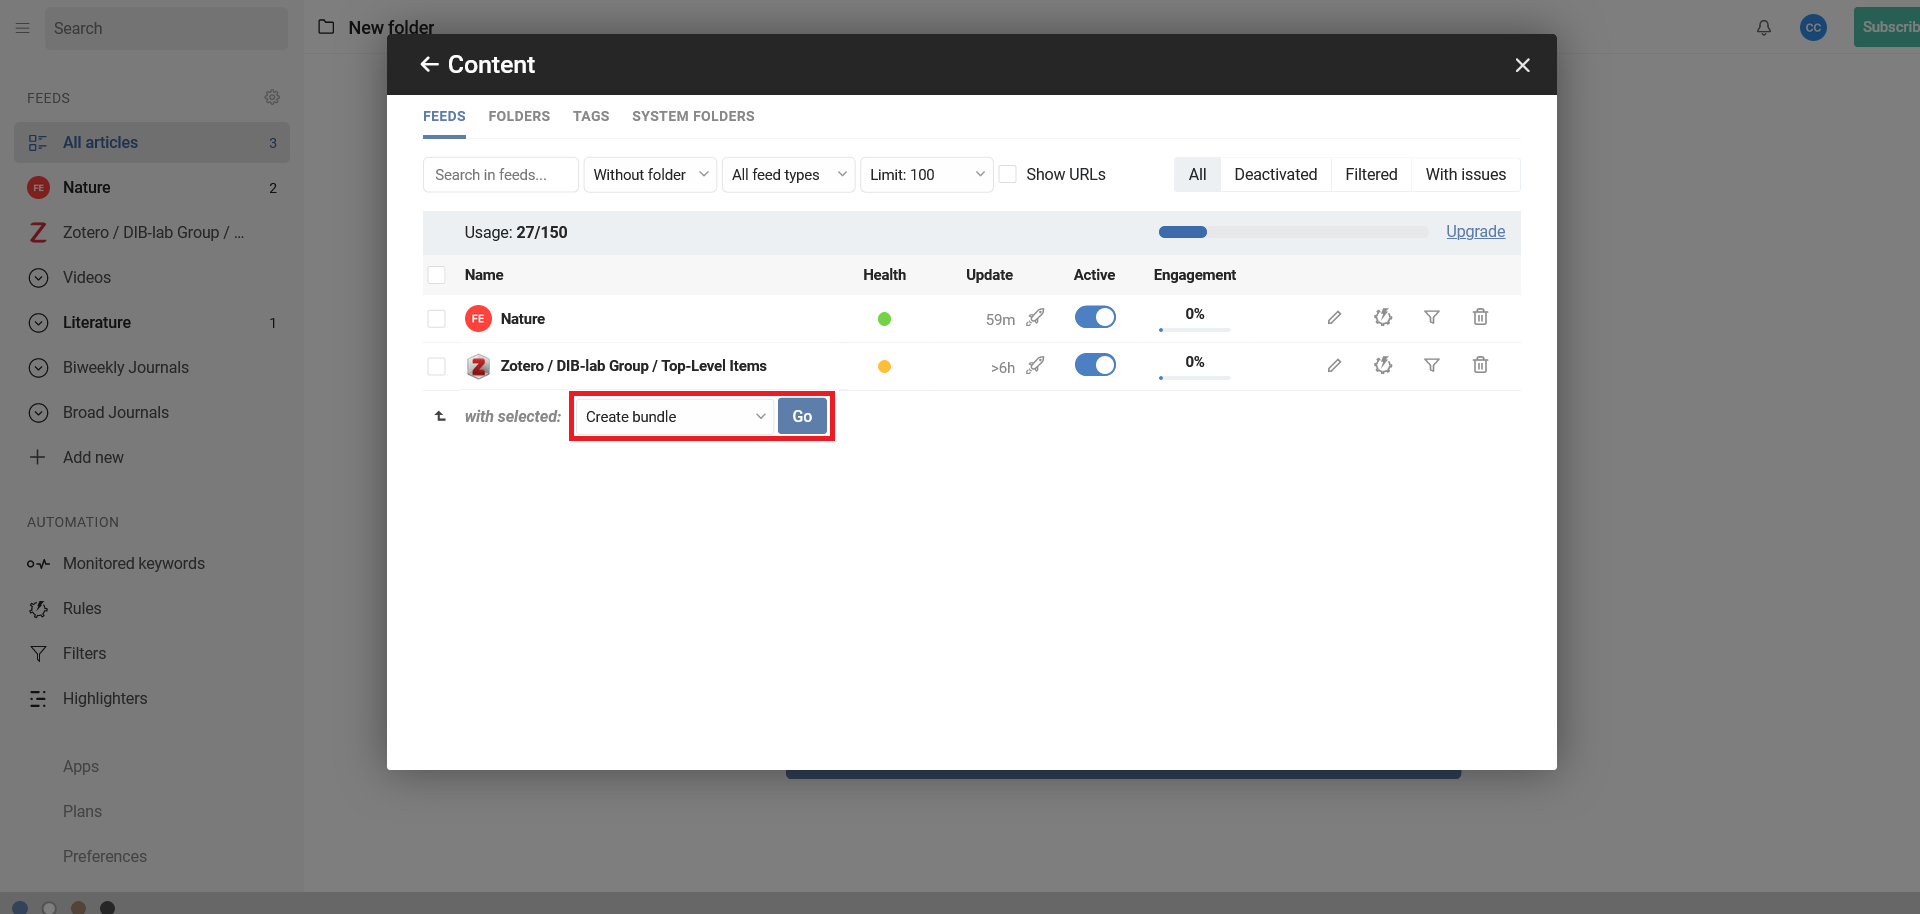 Search
New folder
CC
Subscrib
FEEDS
All articles 3
FE Nature 2
Z Zotero / DIB-lab Group / ...
Videos
Literature 1
Biweekly Journals
Broad Journals
Add new
AUTOMATION
Monitored keywords
Rules
Filters
Highlighters
Apps
Plans
Preferences
Content
FEEDS FOLDERS TAGS SYSTEM FOLDERS
Search in feeds... Without folder All feed types Limit: 100 Show URLs All Deactivated Filtered With issues
Usage: 27/150 Upgrade
Name Health Update Active Engagement
FE Nature 59m 0%
Z Zotero / DIB-lab Group / Top-Level Items >6h 0%
with selected: Create bundle Go